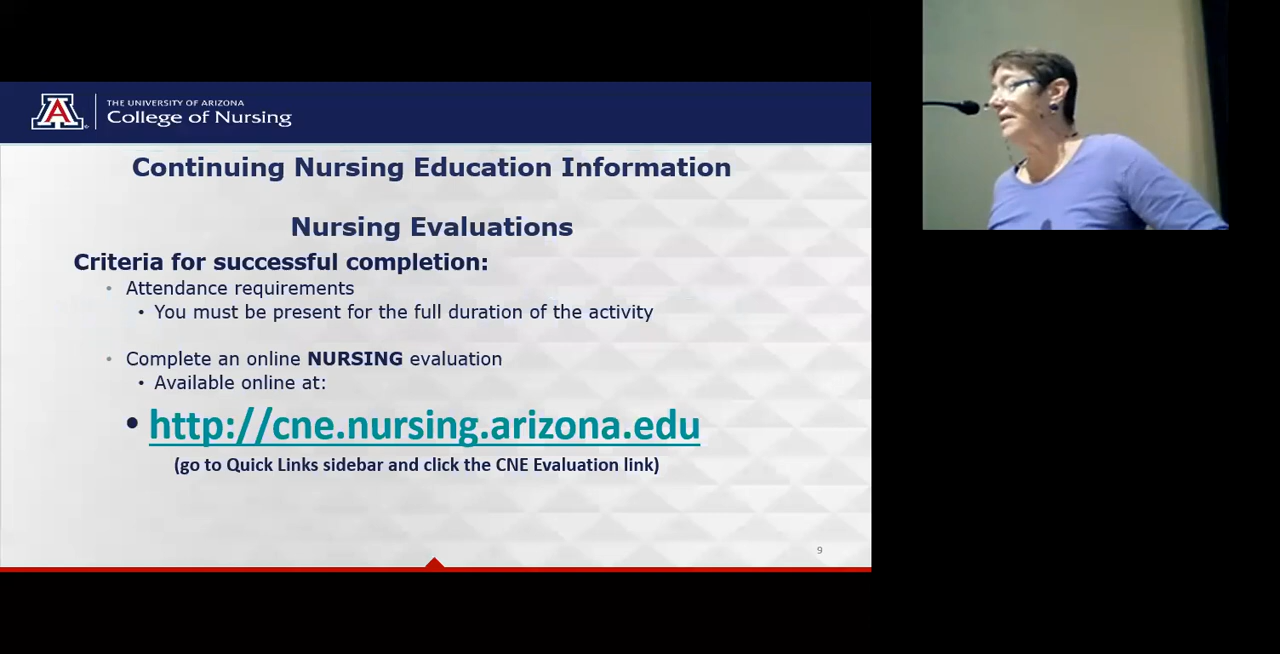 THE UNIVERSITY OF ARIZONA
College of Nursing
Continuing Nursing Education Information
Nursing Evaluations
Criteria for successful completion:
• Attendance requirements
• You must be present for the full duration of the activity
• Complete an online NURSING evaluation
• Available online at:
• http://cne.nursing.arizona.edu
(go to Quick Links sidebar and click the CNE Evaluation link)
9